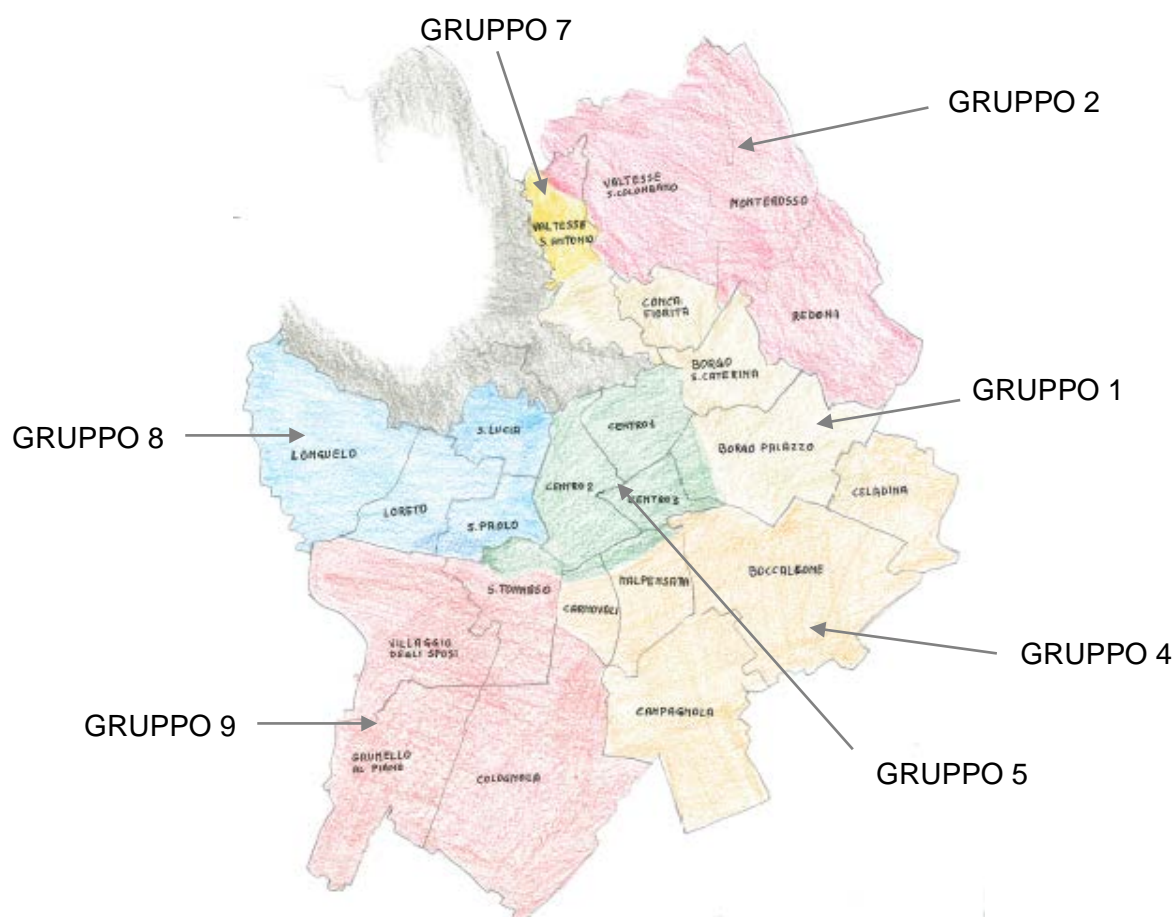 GRUPPO 7
GRUPPO 2
VALTESSE
S. COLOMBANO
MONTEROSSO
VALTESSE
S. ANTONIO
CONCA
FIORITA
REDONA
BORGO
S. CATERINA
GRUPPO 1
GRUPPO 8
LONGUELO
S. LUCIA
CENTRO 1
BORGO PALAZZO
CENTRO 2
CENTRO 3
CELADINA
LORETO
S. PAOLO
BOCCALEONE
S. TOMMASO
MALPENSATA
CARNOVALI
VILLAGGIO
DEGLI SPOSI
GRUPPO 4
CAMPAGNOLA
GRUPPO 9
GRUMELLO
AL PIANO
COLOGNOLA
GRUPPO 5